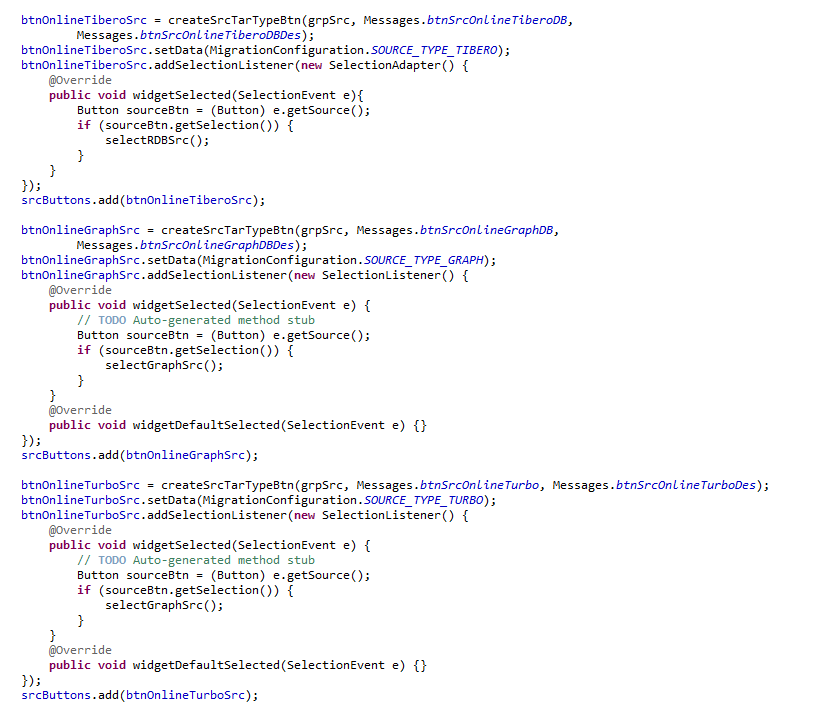 btnOnlineTiberoSrc = createSrcTarTypeBtn(grpSrc, Messages.btnSrcOnlineTiberoDB,
        Messages.btnSrcOnlineTiberoDBDes);
btnOnlineTiberoSrc.setData(MigrationConfiguration.SOURCE_TYPE_TIBERO);
btnOnlineTiberoSrc.addSelectionListener(new SelectionAdapter() {
    @Override
    public void widgetSelected(SelectionEvent e){
        Button sourceBtn = (Button) e.getSource();
        if (sourceBtn.getSelection()) {
            selectRDBSrc();
        }
    }
});
srcButtons.add(btnOnlineTiberoSrc);

btnOnlineGraphSrc = createSrcTarTypeBtn(grpSrc, Messages.btnSrcOnlineGraphDB,
        Messages.btnSrcOnlineGraphDBDes);
btnOnlineGraphSrc.setData(MigrationConfiguration.SOURCE_TYPE_GRAPH);
btnOnlineGraphSrc.addSelectionListener(new SelectionListener() {
    @Override
    public void widgetSelected(SelectionEvent e) {
        // TODO Auto-generated method stub
        Button sourceBtn = (Button) e.getSource();
        if (sourceBtn.getSelection()) {
            selectGraphSrc();
        }
    }
    @Override
    public void widgetDefaultSelected(SelectionEvent e) {}
});
srcButtons.add(btnOnlineGraphSrc);

btnOnlineTurboSrc = createSrcTarTypeBtn(grpSrc, Messages.btnSrcOnlineTurbo, Messages.btnSrcOnlineTurboDes);
btnOnlineTurboSrc.setData(MigrationConfiguration.SOURCE_TYPE_TURBO);
btnOnlineTurboSrc.addSelectionListener(new SelectionListener() {
    @Override
    public void widgetSelected(SelectionEvent e) {
        // TODO Auto-generated method stub
        Button sourceBtn = (Button) e.getSource();
        if (sourceBtn.getSelection()) {
            selectGraphSrc();
        }
    }
    @Override
    public void widgetDefaultSelected(SelectionEvent e) {}
});
srcButtons.add(btnOnlineTurboSrc);